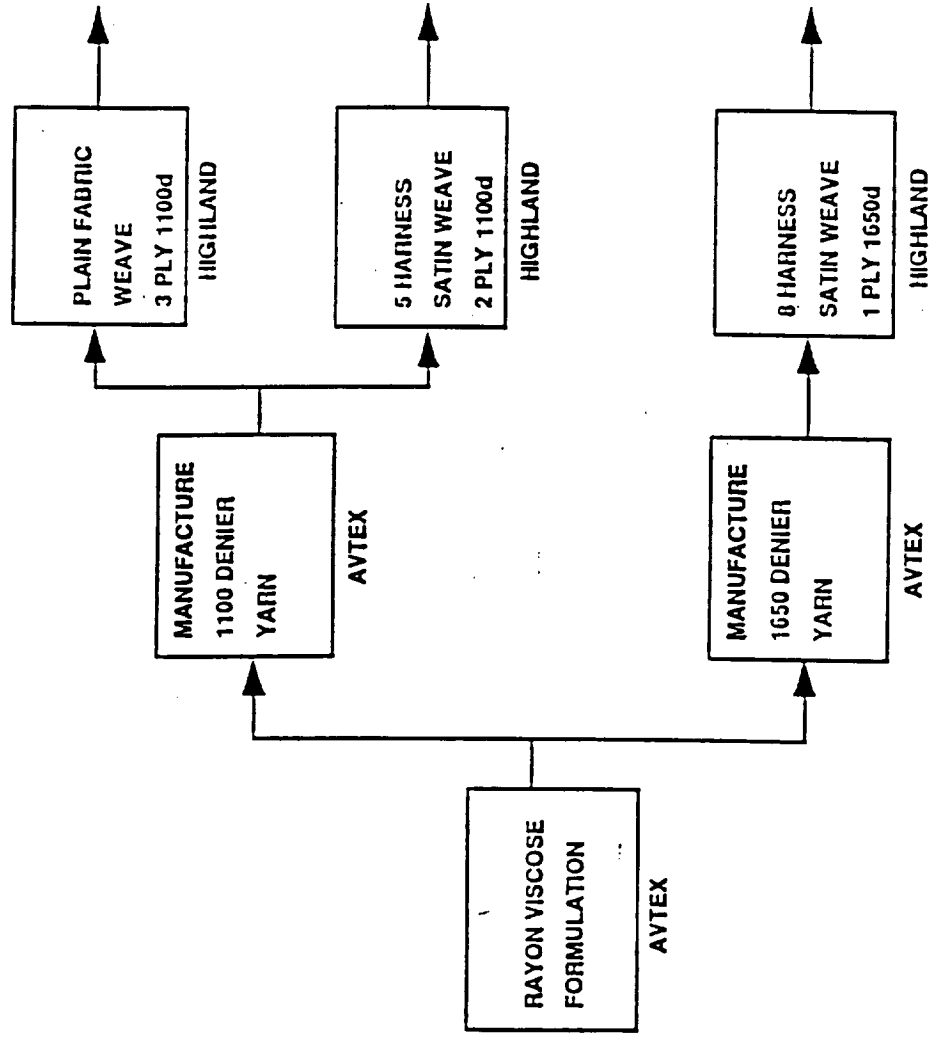 RAYON VISCOSE
FORMULATION
AVTEX
MANUFACTURE
1100 DENIER
YARN
AVTEX
MANUFACTURE
1650 DENIER
YARN
AVTEX
PLAIN FABRIC
WEAVE
3 PLY 1100d
HIGHLAND
5 HARNESS
SATIN WEAVE
2 PLY 1100d
HIGHLAND
8 HARNESS
SATIN WEAVE
1 PLY 1650d
HIGHLAND